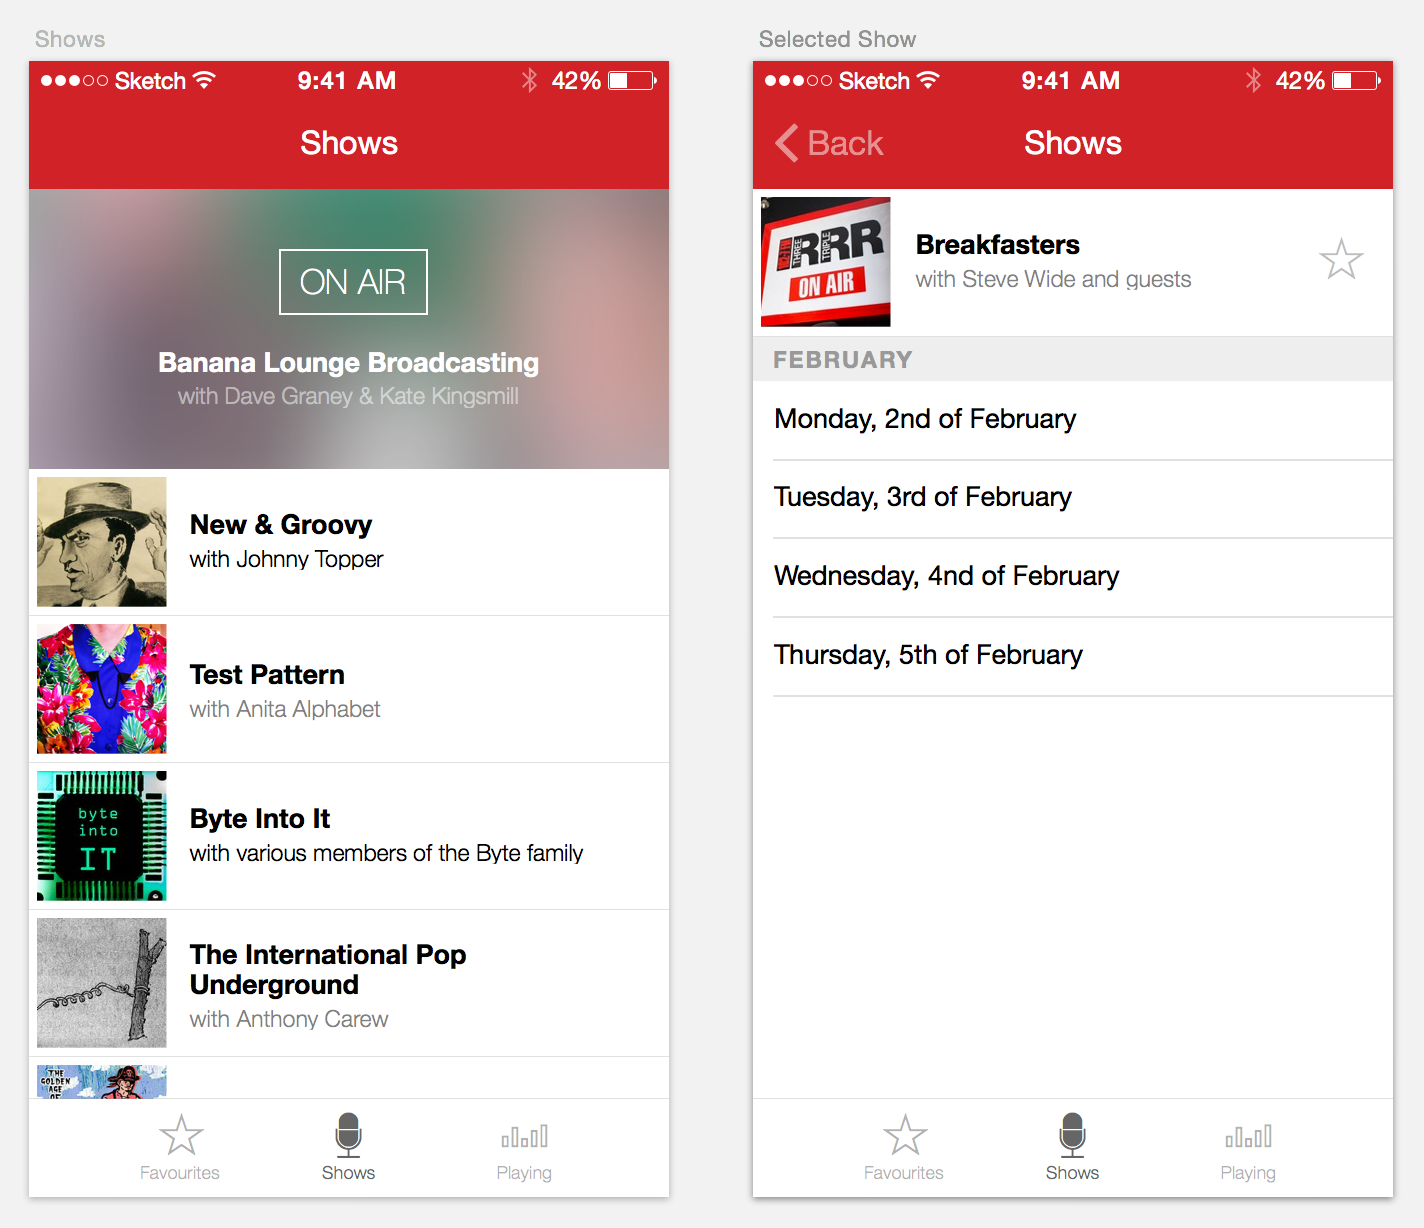 Shows
Sketch 9:41 AM 42%
Shows
ON AIR
Banana Lounge Broadcasting
with Dave Graney & Kate Kingsmill
New & Groovy
with Johnny Topper
Test Pattern
with Anita Alphabet
byte
into
IT
Byte Into It
with various members of the Byte family
The International Pop
Underground
with Anthony Carew
THE
GOLDEN
AGE
OF
Favourites Shows Playing
Selected Show
Sketch 9:41 AM 42%
Back Shows
THREE TRIPLE RRR
ON AIR
Breakfasters
with Steve Wide and guests
FEBRUARY
Monday, 2nd of February
Tuesday, 3rd of February
Wednesday, 4nd of February
Thursday, 5th of February
Favourites Shows Playing